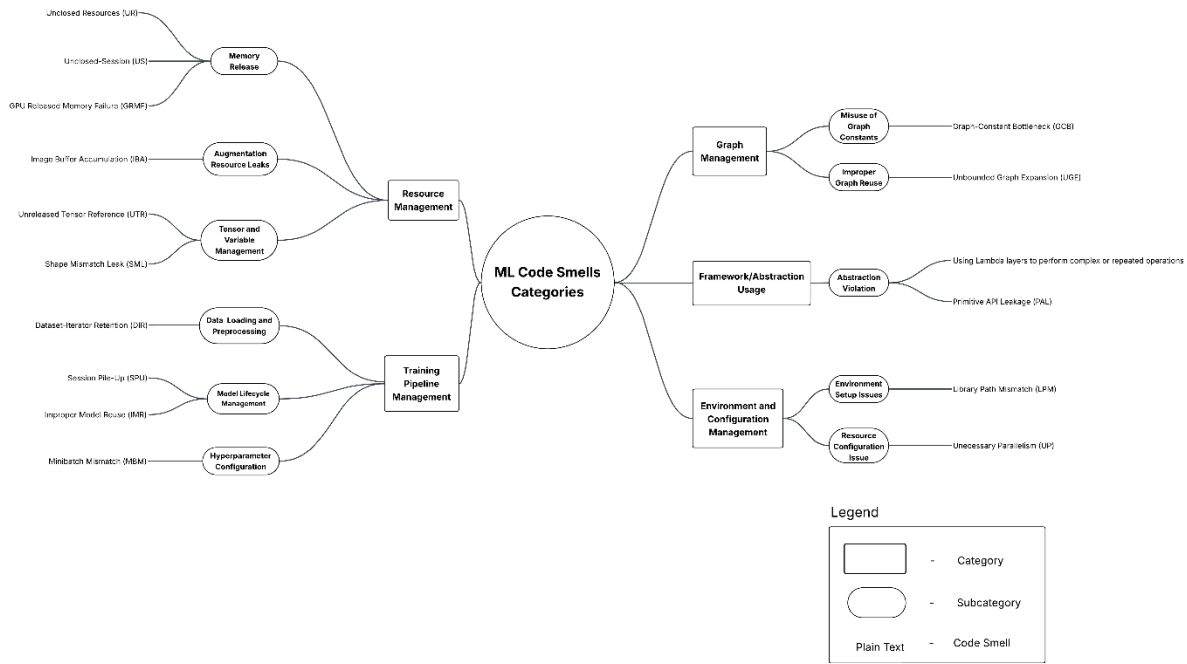 Unclosed Resources (UR)
Unclosed-Session (US)
GPU Released Memory Failure (GRMF)
Memory
Release
Image Buffer Accumulation (IBA)
Augmentation
Resource Leaks
Unreleased Tensor Reference (UTR)
Shape Mismatch Leak (SML)
Tensor and
Variable
Management
Resource
Management
Dataset-Iterator Retention (DIR)
Data Loading and
Preprocessing
Session Pile-Up (SPU)
Improper Model Reuse (IMR)
Model Lifecycle
Management
Minibatch Mismatch (MBM)
Hyperparameter
Configuration
Training
Pipeline
Management
ML Code Smells
Categories
Graph
Management
Misuse of
Graph
Constants
Graph-Constant Bottleneck (GCB)
Improper
Graph Reuse
Unbounded Graph Expansion (UGE)
Framework/Abstraction
Usage
Abstraction
Violation
Using Lambda layers to perform complex or repeated operations
Primitive API Leakage (PAL)
Environment and
Configuration
Management
Environment
Setup Issues
Library Path Mismatch (LPM)
Resource
Configuration
Issue
Unecessary Parallelism (UP)
Legend
- Category
- Subcategory
Plain Text - Code Smell